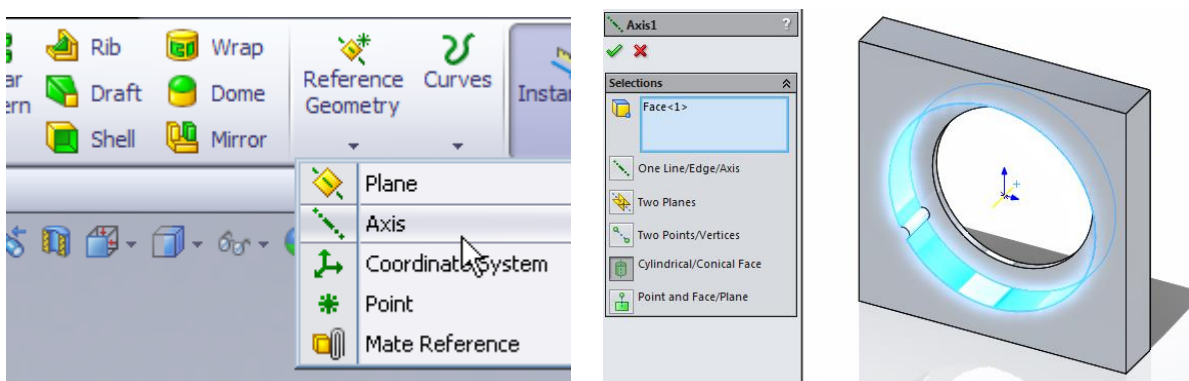 Rib
Wrap
Draft
Dome
Shell
Mirror
Reference
Geometry
Curves
Plane
Axis
Coordinate System
Point
Mate Reference
Axis1
?
Selections
Face<1>
One Line/Edge/Axis
Two Planes
Two Points/Vertices
Cylindrical/Conical Face
Point and Face/Plane